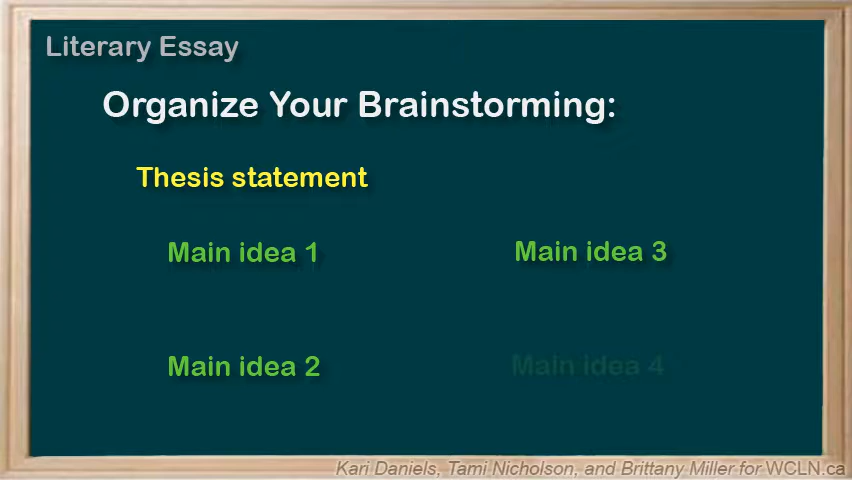 Literary Essay
Organize Your Brainstorming:
Thesis statement
Main idea 1
Main idea 3
Main idea 2
Main idea 4
Kari Daniels, Tami Nicholson, and Brittany Miller for WCLN.ca